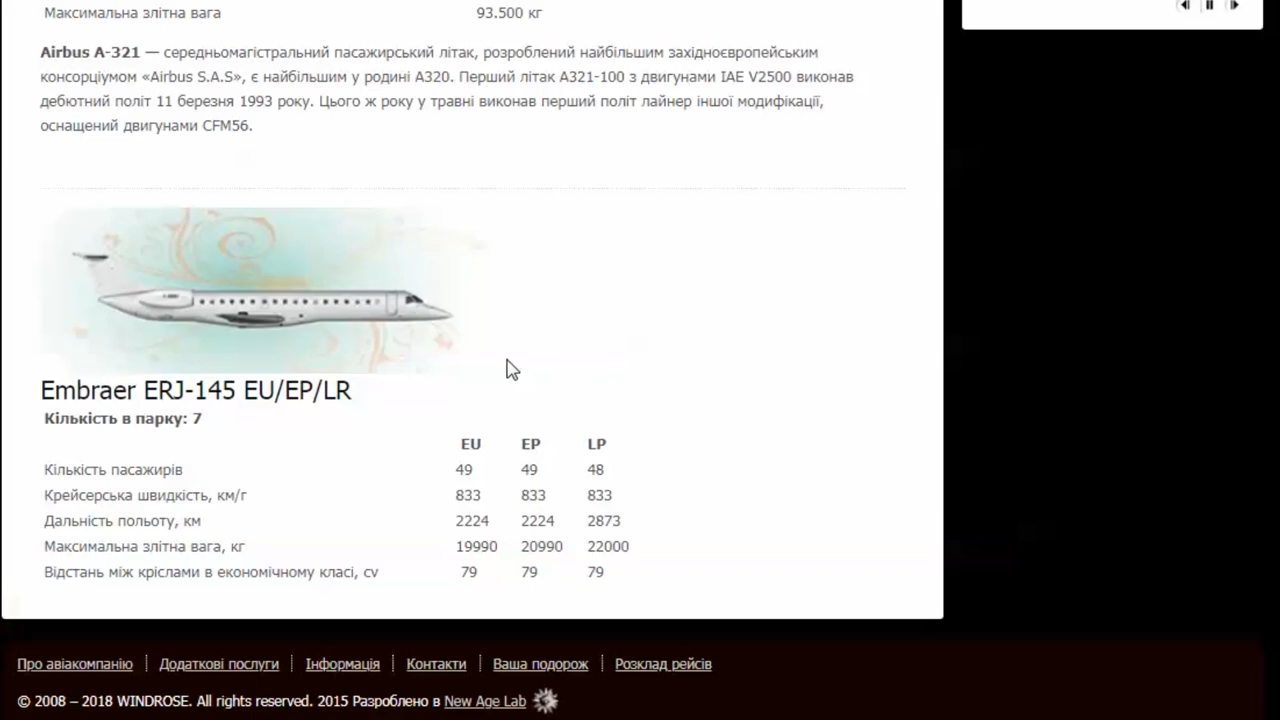 Максимальна злітна вага 93.500 кг
Airbus A-321 — середньомагістральний пасажирський літак, розроблений найбільшим західноєвропейським
консорціумом «Airbus S.A.S», є найбільшим у родині А320. Перший літак А321-100 з двигунами IAE V2500 виконав
дебютний політ 11 березня 1993 року. Цього ж року у травні виконав перший політ лайнер іншої модифікації,
оснащений двигунами CFM56.
Embraer ERJ-145 EU/EP/LR
Кількість в парку: 7
EU EP LP
Кількість пасажирів 49 49 48
Крейсерська швидкість, км/г 833 833 833
Дальність польоту, км 2224 2224 2873
Максимальна злітна вага, кг 19990 20990 22000
Відстань між кріслами в економічному класі, cv 79 79 79
Про авіакомпанію Додаткові послуги Інформація Контакти Ваша подорож Розклад рейсів
© 2008 – 2018 WINDROSE. All rights reserved. 2015 Разроблено в New Age Lab